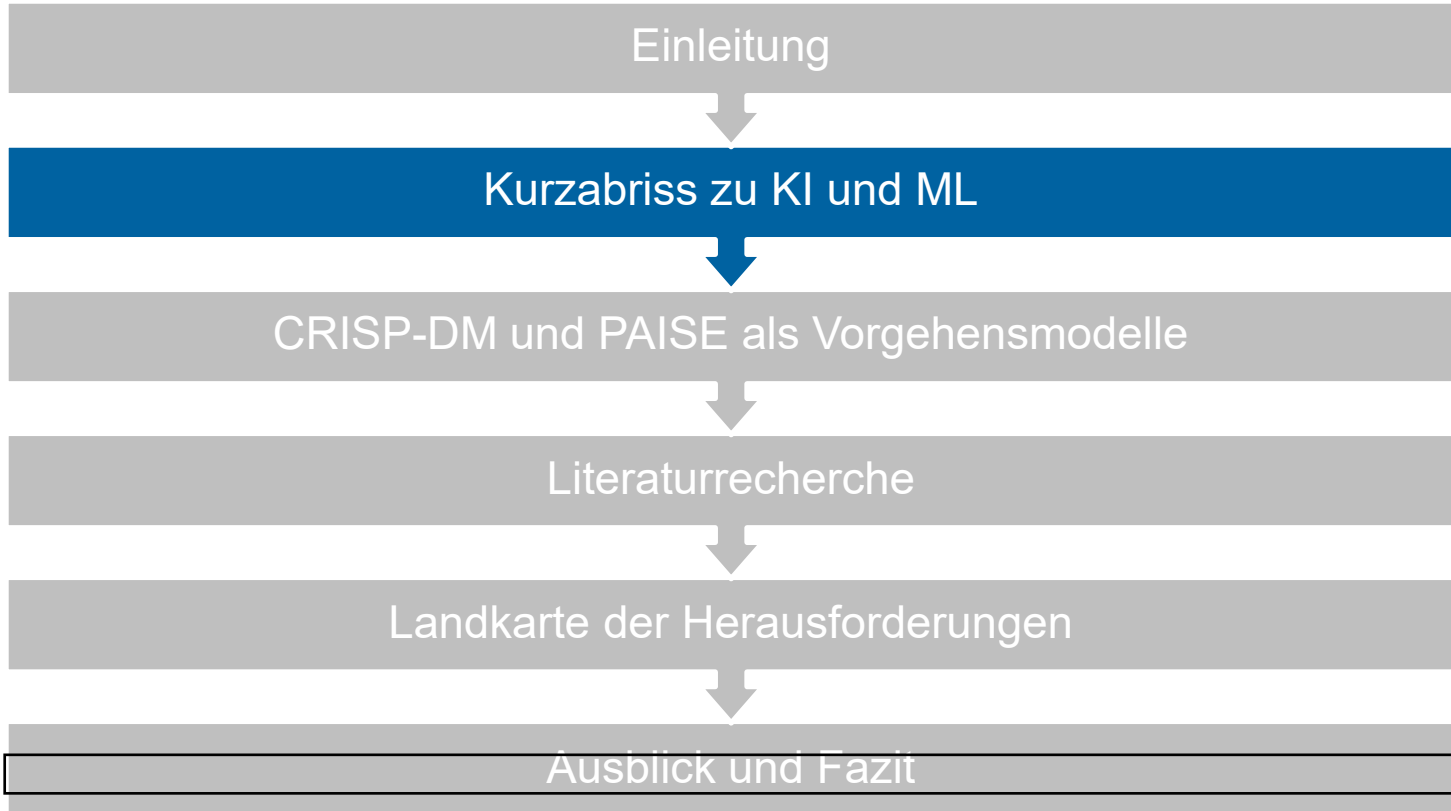 Einleitung
Kurzabriss zu KI und ML
CRISP-DM und PAISE als Vorgehensmodelle
Literaturrecherche
Landkarte der Herausforderungen
Ausblick und Fazit